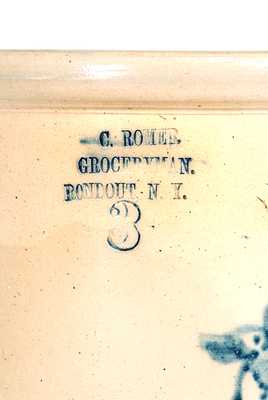 C. ROMER.
GROCERYMAN.
RONDOUT N. Y.
3